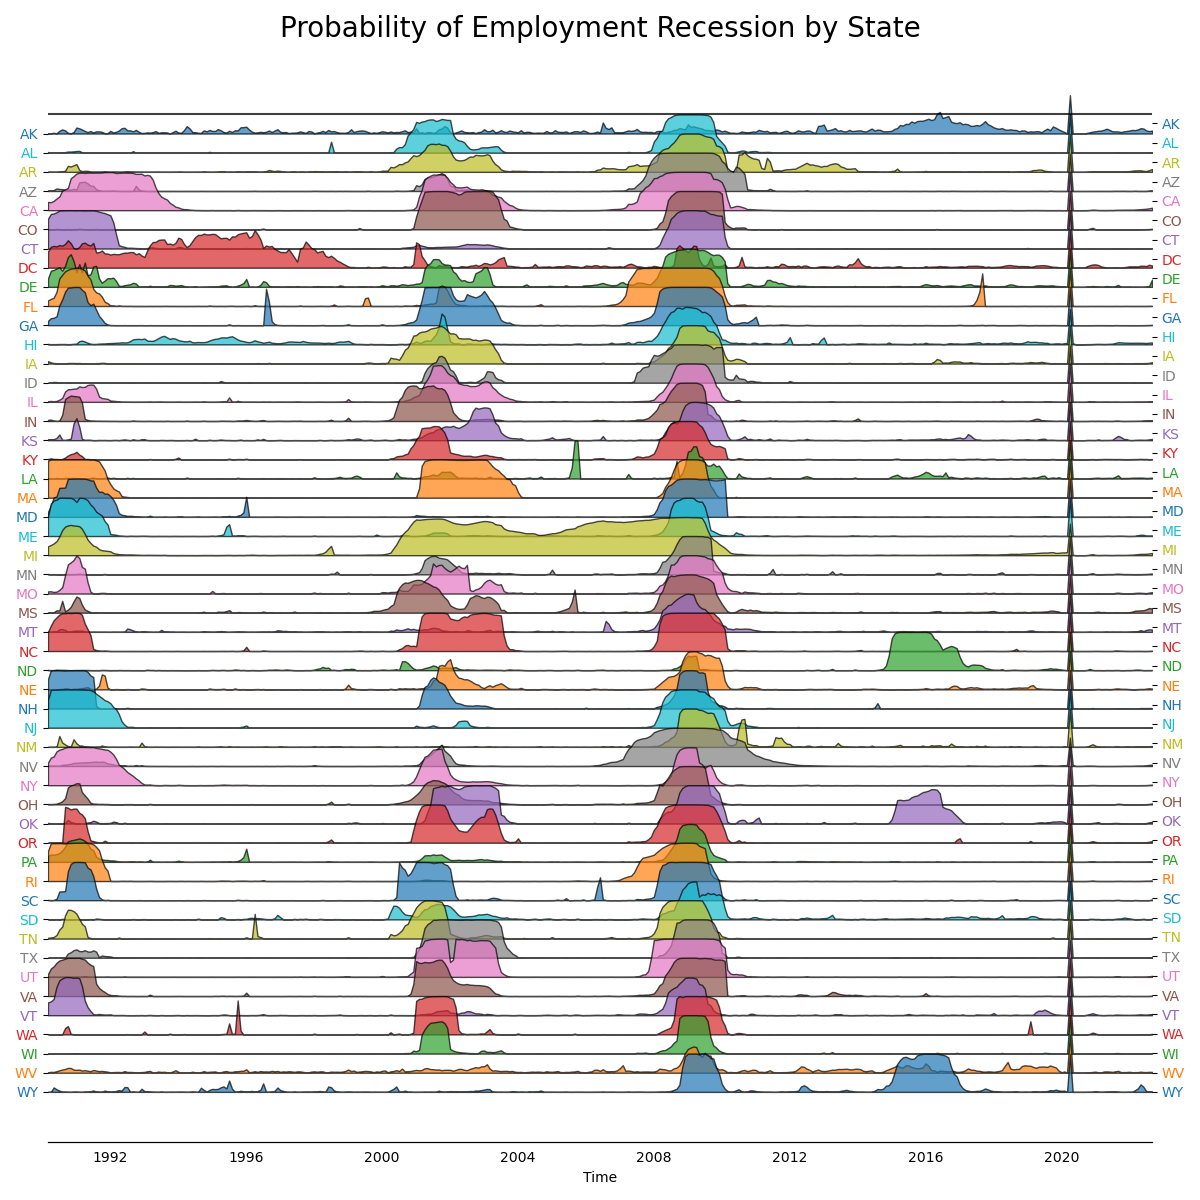 Probability of Employment Recession by State
AK AK
AL AL
AR AR
AZ AZ
CA CA
CO CO
CT CT
DC DC
DE DE
FL FL
GA GA
HI HI
IA IA
ID ID
IL IL
IN IN
KS KS
KY KY
LA LA
MA MA
MD MD
ME ME
MI MI
MN MN
MO MO
MS MS
MT MT
NC NC
ND ND
NE NE
NH NH
NJ NJ
NM NM
NV NV
NY NY
OH OH
OK OK
OR OR
PA PA
RI RI
SC SC
SD SD
TN TN
TX TX
UT UT
VA VA
VT VT
WA WA
WI WI
WV WV
WY WY
1992 1996 2000 2004 2008 2012 2016 2020
Time